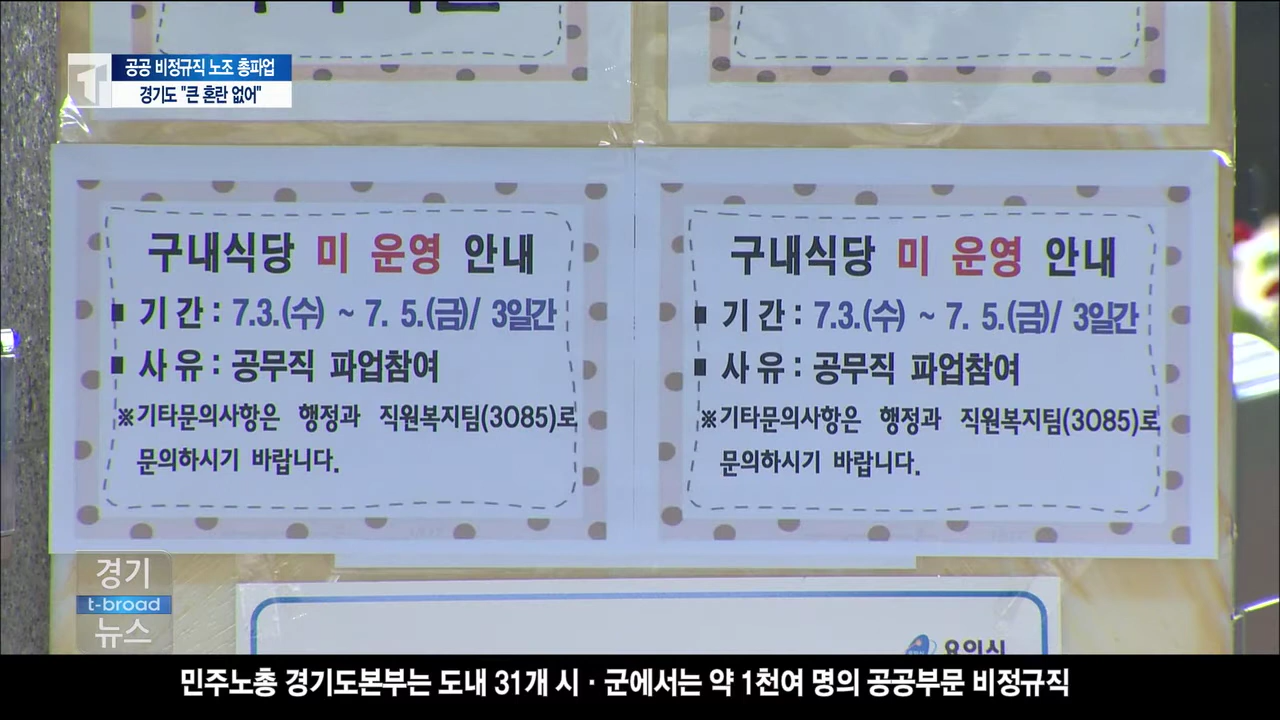 공공 비정규직 노조 총파업
경기도 "큰 혼란 없어"
구내식당 미 운영 안내
■ 기 간 : 7.3.(수) ~ 7. 5.(금)/ 3일간
■ 사 유 : 공무직 파업참여
※기타문의사항은 행정과 직원복지팀(3085)로
문의하시기 바랍니다.
구내식당 미 운영 안내
■ 기 간 : 7.3.(수) ~ 7. 5.(금)/ 3일간
■ 사 유 : 공무직 파업참여
※기타문의사항은 행정과 직원복지팀(3085)로
문의하시기 바랍니다.
경기
t-broad
뉴스
민주노총 경기도본부는 도내 31개 시·군에서는 약 1천여 명의 공공부문 비정규직